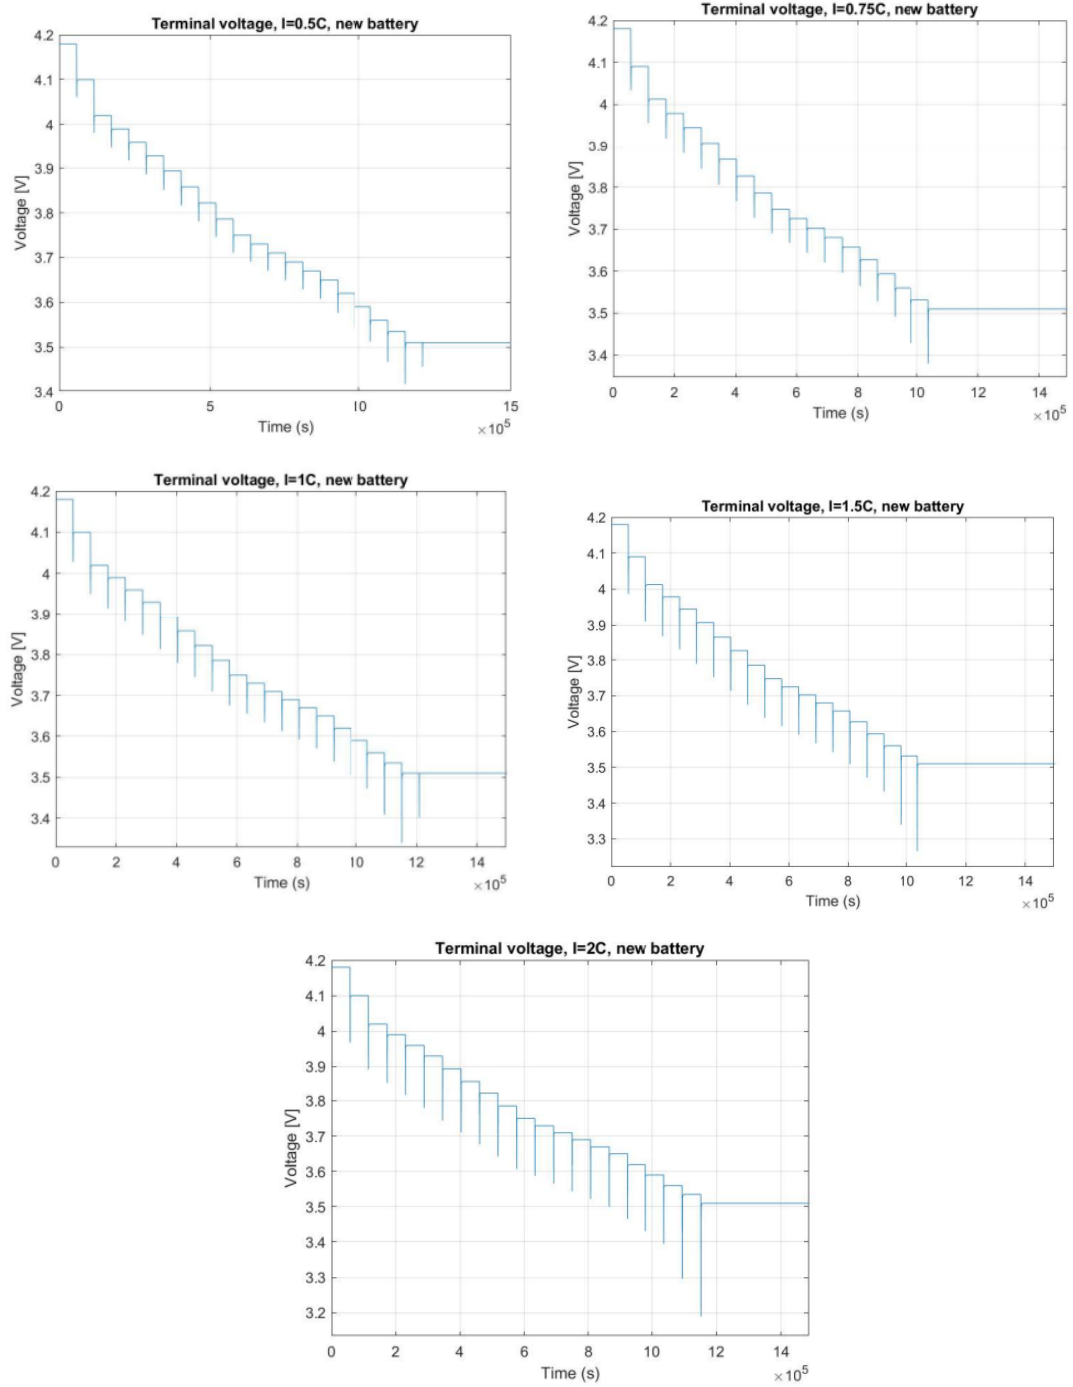 Terminal voltage, I=0.5C, new battery
4.2
4.1
4
3.9
3.8
3.7
3.6
3.5
3.4
Voltage [V]
0 5 10 15
Time (s)
×10^5
Terminal voltage, I=0.75C, new battery
4.2
4.1
4
3.9
3.8
3.7
3.6
3.5
3.4
Voltage [V]
0 2 4 6 8 10 12 14
Time (s)
×10^5
Terminal voltage, I=1C, new battery
4.2
4.1
4
3.9
3.8
3.7
3.6
3.5
3.4
Voltage [V]
0 2 4 6 8 10 12 14
Time (s)
×10^5
Terminal voltage, I=1.5C, new battery
4.2
4.1
4
3.9
3.8
3.7
3.6
3.5
3.4
3.3
Voltage [V]
0 2 4 6 8 10 12 14
Time (s)
×10^5
Terminal voltage, I=2C, new battery
4.2
4.1
4
3.9
3.8
3.7
3.6
3.5
3.4
3.3
3.2
Voltage [V]
0 2 4 6 8 10 12 14
Time (s)
×10^5